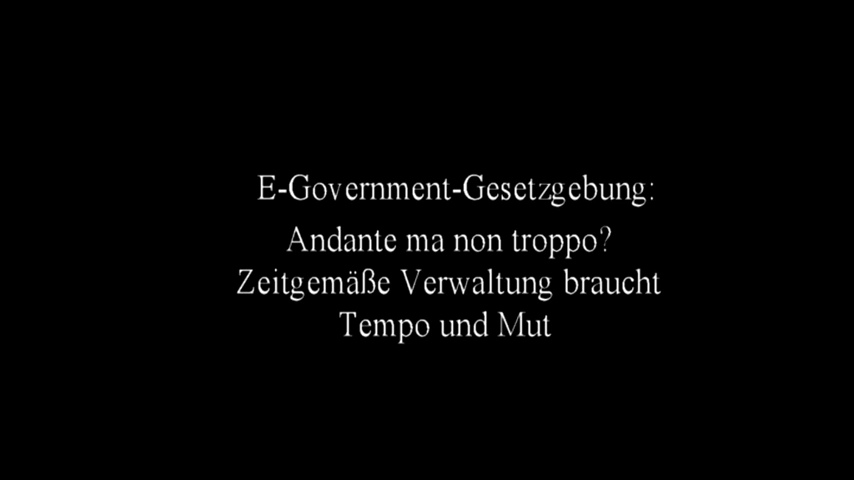 E-Government-Gesetzgebung:
Andante ma non troppo?
Zeitgemäße Verwaltung braucht
Tempo und Mut